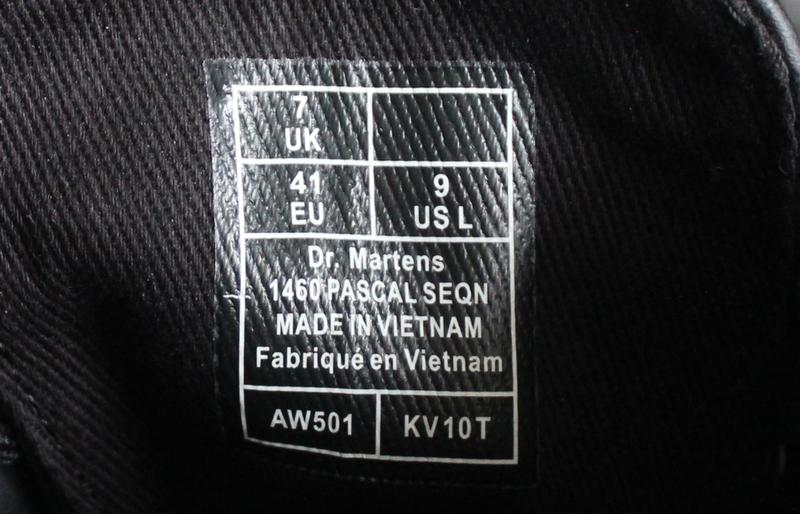 7
UK
41
EU
9
US L
Dr. Martens
1460 PASCAL SEQN
MADE IN VIETNAM
Fabriqué en Vietnam
AW501
KV10T